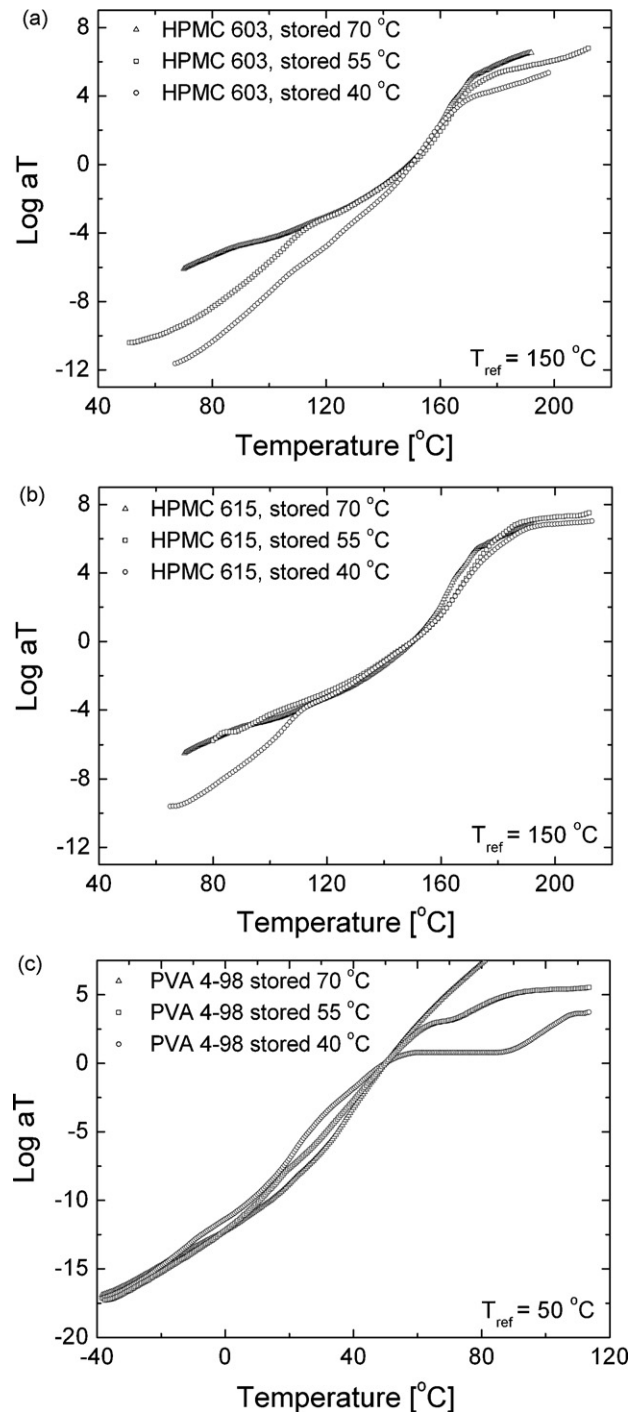 (a)
8
4
0
-4
-8
-12
Log aT
HPMC 603, stored 70 °C
HPMC 603, stored 55 °C
HPMC 603, stored 40 °C
T_ref = 150 °C
40 80 120 160 200
Temperature [°C]
(b)
8
4
0
-4
-8
-12
Log aT
HPMC 615, stored 70 °C
HPMC 615, stored 55 °C
HPMC 615, stored 40 °C
T_ref = 150 °C
40 80 120 160 200
Temperature [°C]
(c)
5
0
-5
-10
-15
-20
Log aT
PVA 4-98 stored 70 °C
PVA 4-98 stored 55 °C
PVA 4-98 stored 40 °C
T_ref = 50 °C
-40 0 40 80 120
Temperature [°C]